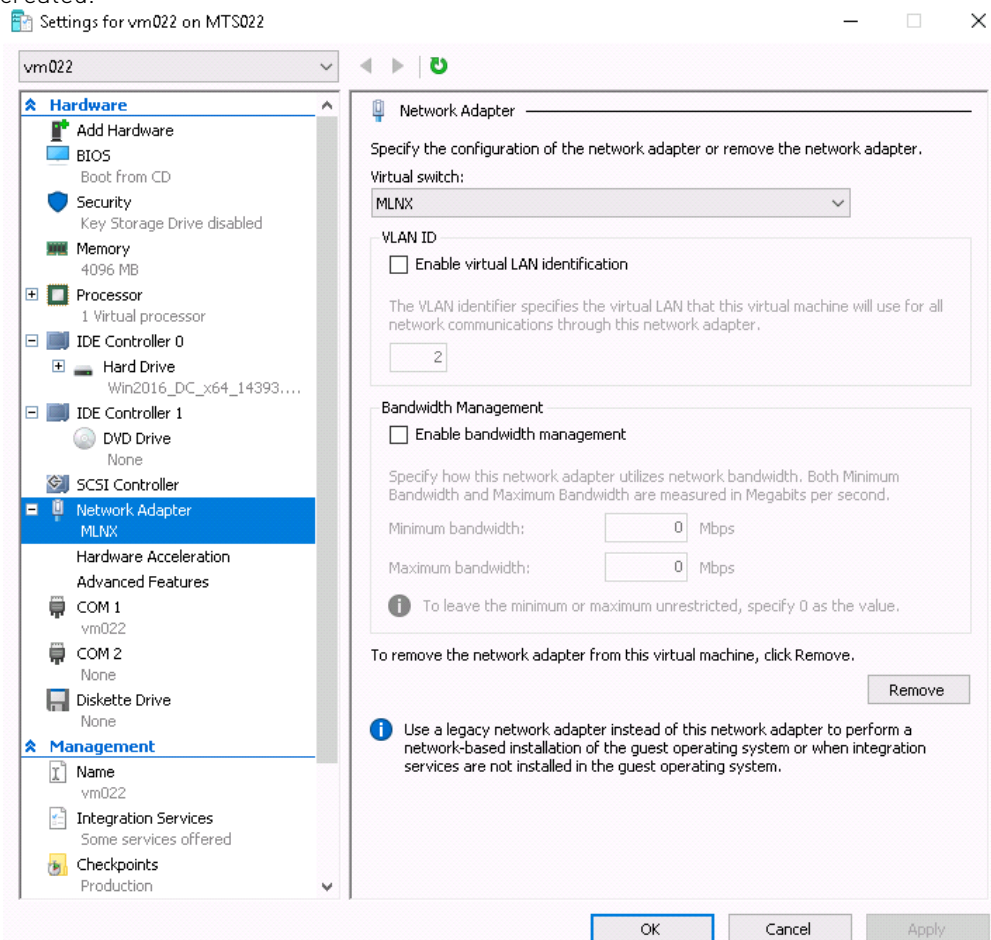 created.
Settings for vm022 on MTS022
vm022
Hardware
Add Hardware
BIOS
Boot from CD
Security
Key Storage Drive disabled
Memory
4096 MB
Processor
1 Virtual processor
IDE Controller 0
Hard Drive
Win2016_DC_x64_14393....
IDE Controller 1
DVD Drive
None
SCSI Controller
Network Adapter
MLNX
Hardware Acceleration
Advanced Features
COM 1
vm022
COM 2
None
Diskette Drive
None
Management
Name
vm022
Integration Services
Some services offered
Checkpoints
Production
Network Adapter
Specify the configuration of the network adapter or remove the network adapter.
Virtual switch:
MLNX
VLAN ID
Enable virtual LAN identification
The VLAN identifier specifies the virtual LAN that this virtual machine will use for all
network communications through this network adapter.
2
Bandwidth Management
Enable bandwidth management
Specify how this network adapter utilizes network bandwidth. Both Minimum
Bandwidth and Maximum Bandwidth are measured in Megabits per second.
Minimum bandwidth: 0 Mbps
Maximum bandwidth: 0 Mbps
To leave the minimum or maximum unrestricted, specify 0 as the value.
To remove the network adapter from this virtual machine, click Remove.
Remove
Use a legacy network adapter instead of this network adapter to perform a
network-based installation of the guest operating system or when integration
services are not installed in the guest operating system.
OK Cancel Apply